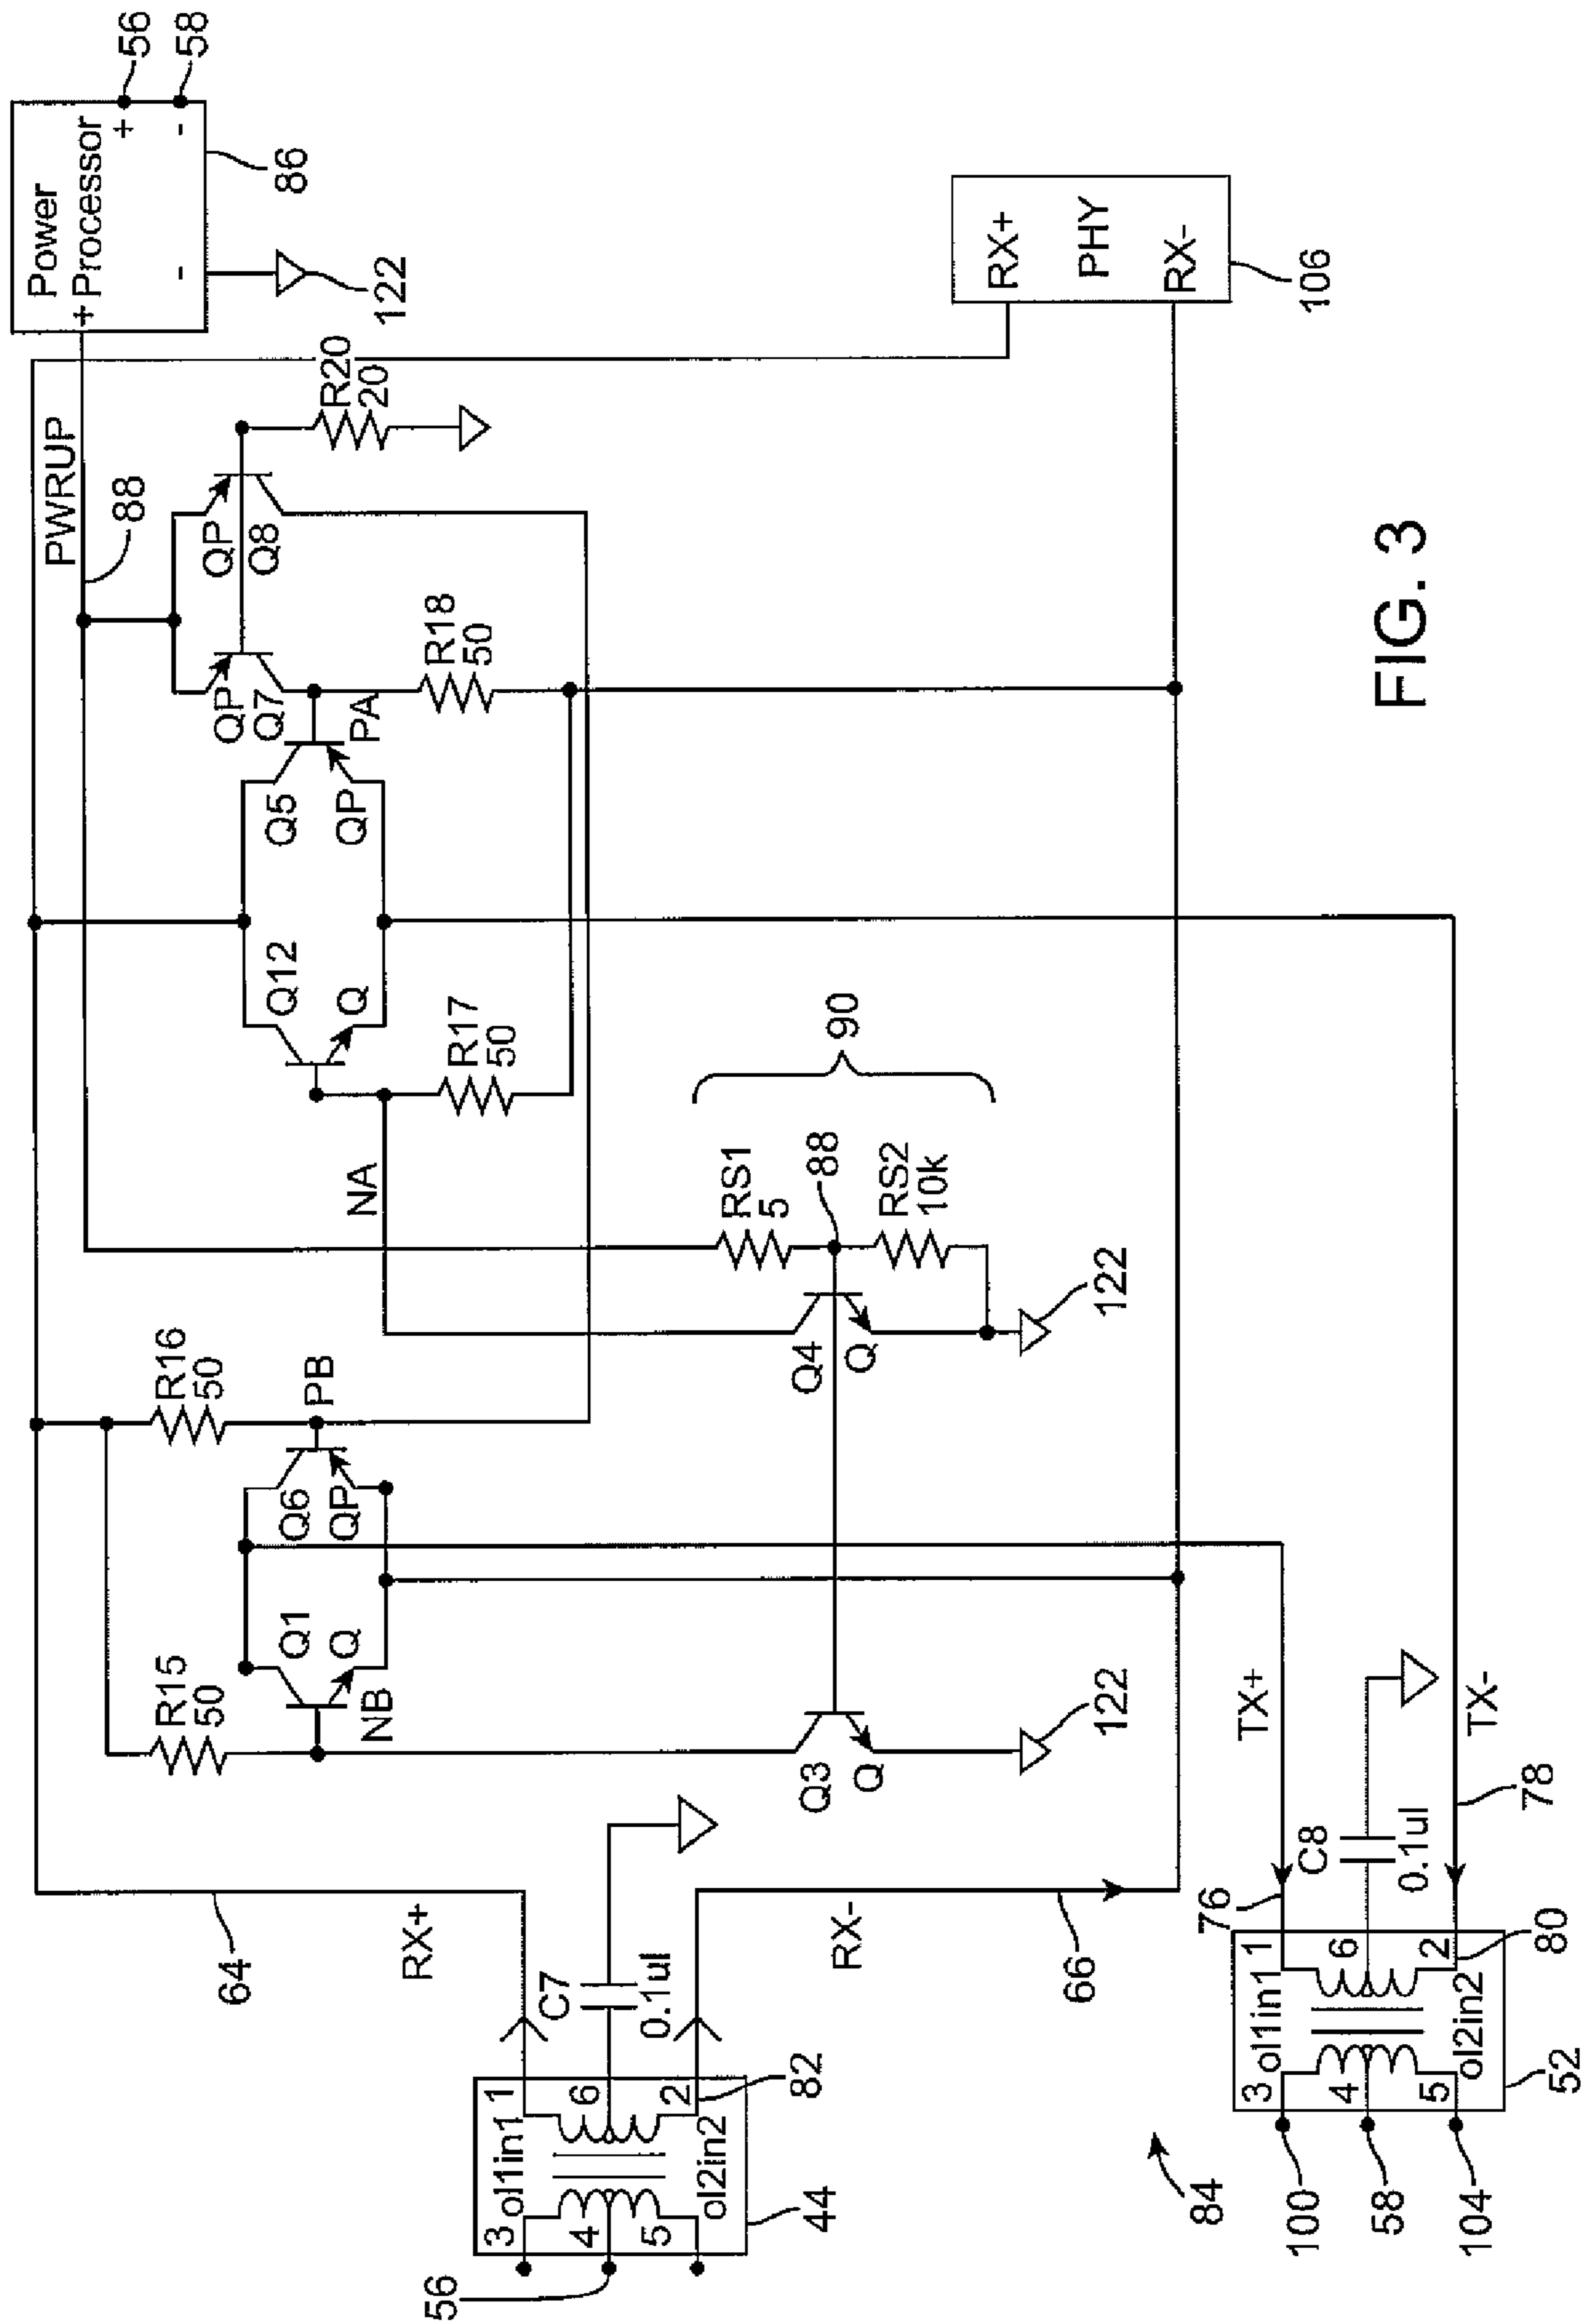 Power
+Processor
+
-
-
56
58
86
122
PWRUP
88
R20
20
QP
Q8
QP
Q7
PA
R18
50
Q5
QP
Q12
Q
R17
50
NA
RX+
PHY
RX-
106
90
RS1
5
88
RS2
10k
Q4
Q
122
R16
50
PB
Q6
QP
Q1
Q
NB
R15
50
Q3
Q
122
64
RX+
C7
0.1ul
RX-
66
82
1
6
2
ol1in1
ol2in2
3
4
5
44
56
TX+
TX-
76
78
C8
0.1ul
80
1
6
2
ol1in1
ol2in2
3
4
5
52
84
100
58
104
FIG. 3